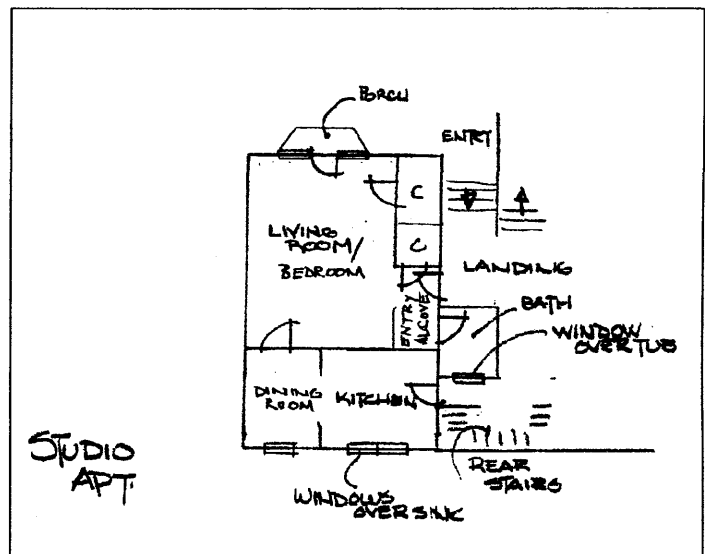 PORCH
ENTRY
C
LIVING
ROOM/
BEDROOM
C
LANDING
ENTRY
ALCOVE
BATH
WINDOW
OVER TUB
DINING
ROOM
KITCHEN
STUDIO
APT.
WINDOWS
OVER SINK
REAR
STAIRS